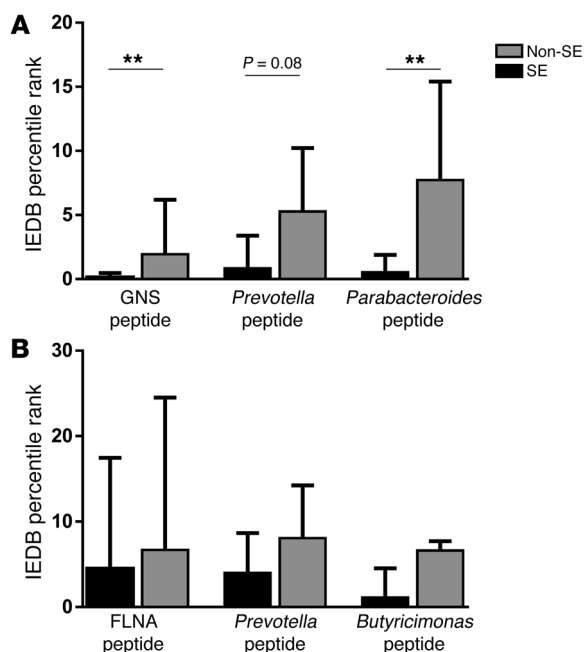 A
IEDB percentile rank
20
15
10
5
0
**
P = 0.08
**
Non-SE
SE
GNS peptide
Prevotella peptide
Parabacteroides peptide
B
IEDB percentile rank
30
20
10
0
FLNA peptide
Prevotella peptide
Butyricimonas peptide